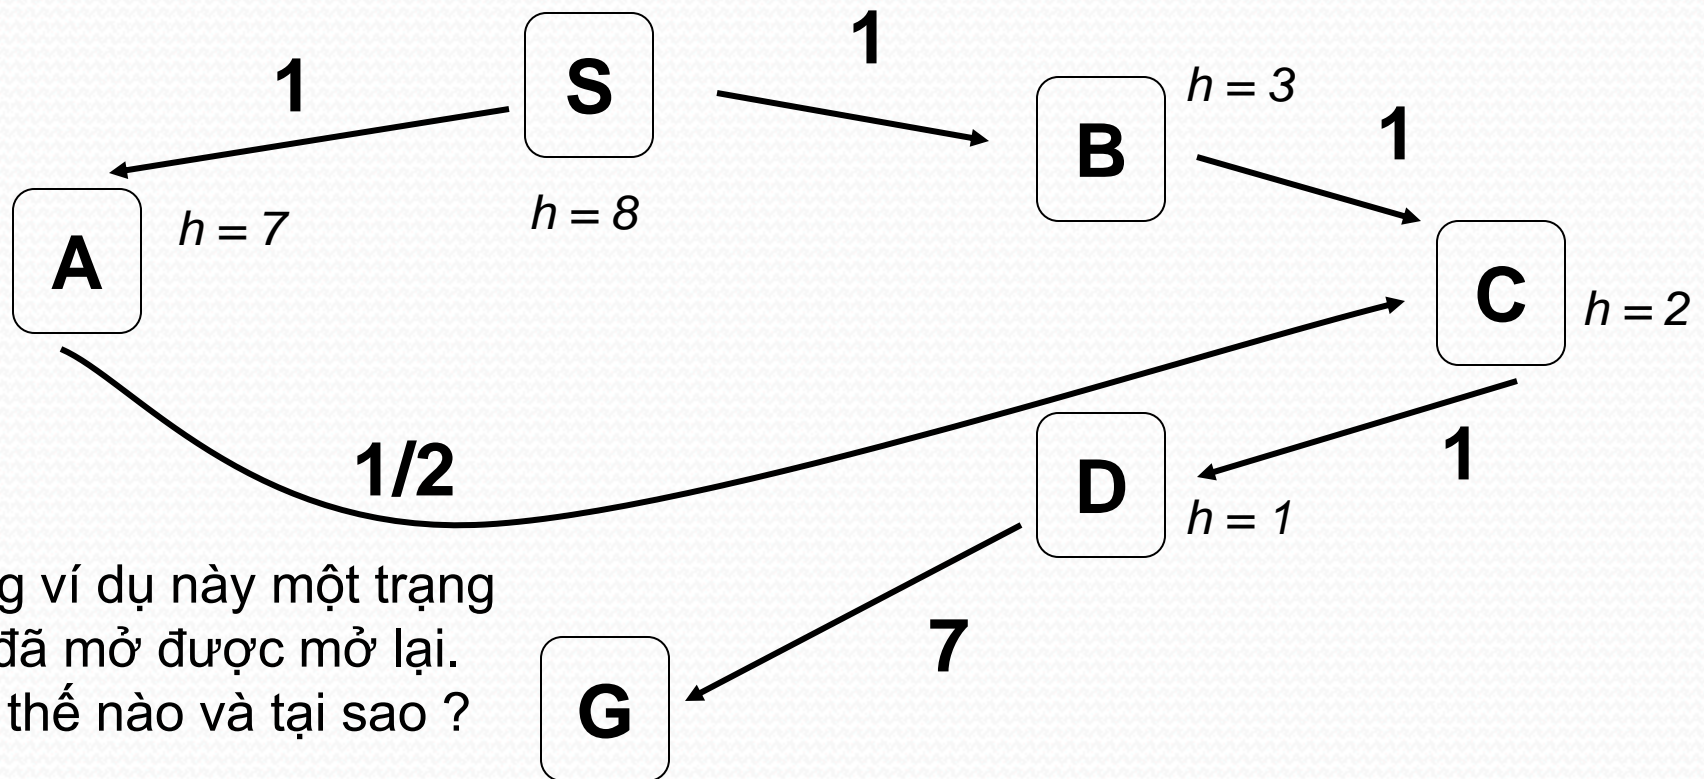 1
S
1
B
h = 3
1
A
h = 7
h = 8
C
h = 2
1/2
D
h = 1
1
ví dụ này một trạng
đã mở được mở lại.
thế nào và tại sao ?
G
7